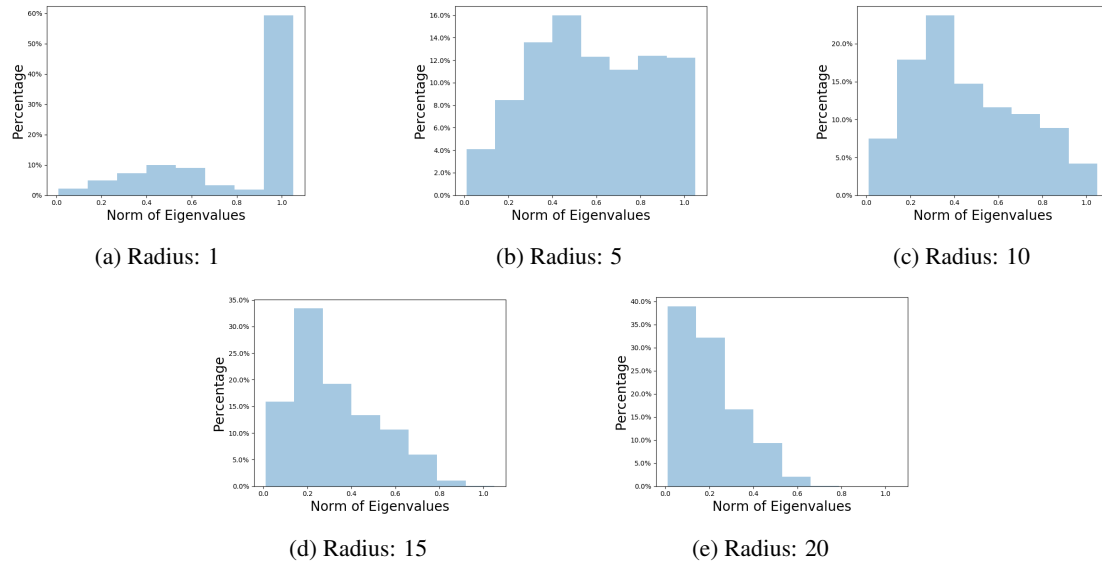 60%
50%
40%
30%
20%
10%
0%
Percentage
0.0 0.2 0.4 0.6 0.8 1.0
Norm of Eigenvalues
(a) Radius: 1
16.0%
14.0%
12.0%
10.0%
8.0%
6.0%
4.0%
2.0%
0.0%
Percentage
0.0 0.2 0.4 0.6 0.8 1.0
Norm of Eigenvalues
(b) Radius: 5
20.0%
15.0%
10.0%
5.0%
0.0%
Percentage
0.0 0.2 0.4 0.6 0.8 1.0
Norm of Eigenvalues
(c) Radius: 10
35.0%
30.0%
25.0%
20.0%
15.0%
10.0%
5.0%
0.0%
Percentage
0.0 0.2 0.4 0.6 0.8 1.0
Norm of Eigenvalues
(d) Radius: 15
40.0%
35.0%
30.0%
25.0%
20.0%
15.0%
10.0%
5.0%
0.0%
Percentage
0.0 0.2 0.4 0.6 0.8 1.0
Norm of Eigenvalues
(e) Radius: 20